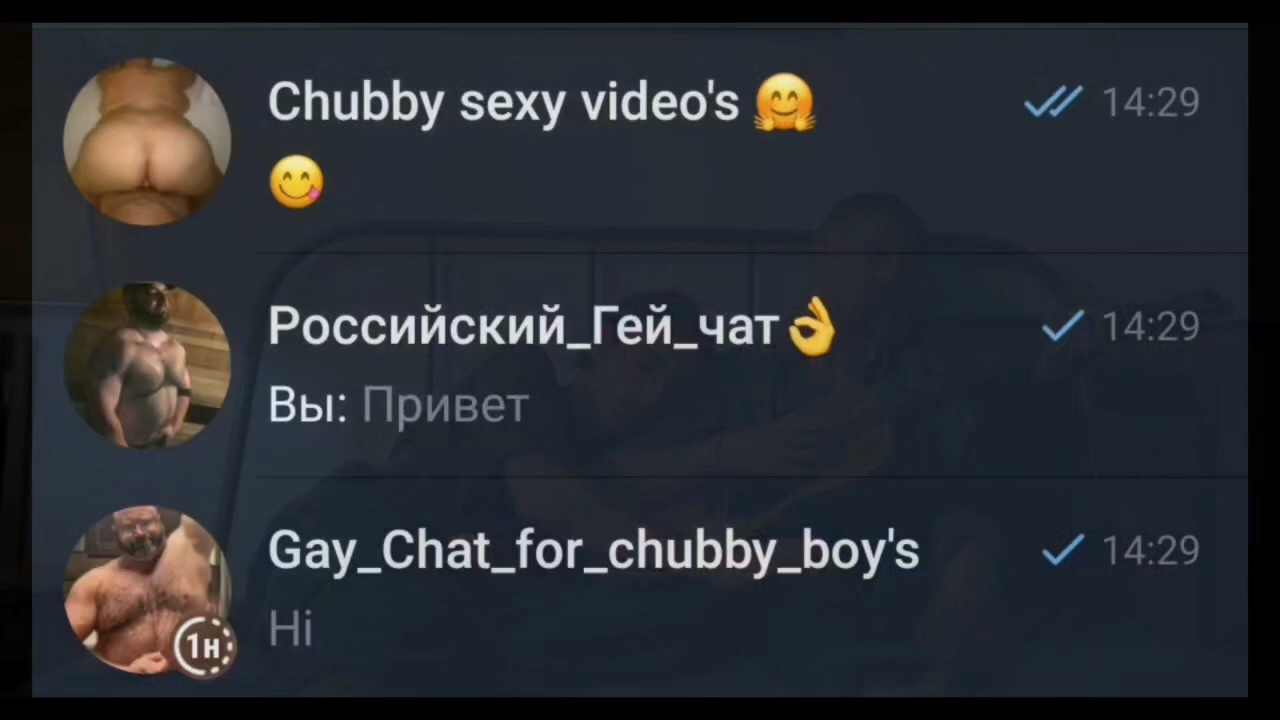 Chubby sexy video's 🤗 14:29
😋
Российский_Гей_чат👌 14:29
Вы: Привет
Gay_Chat_for_chubby_boy's 14:29
1н
Hi